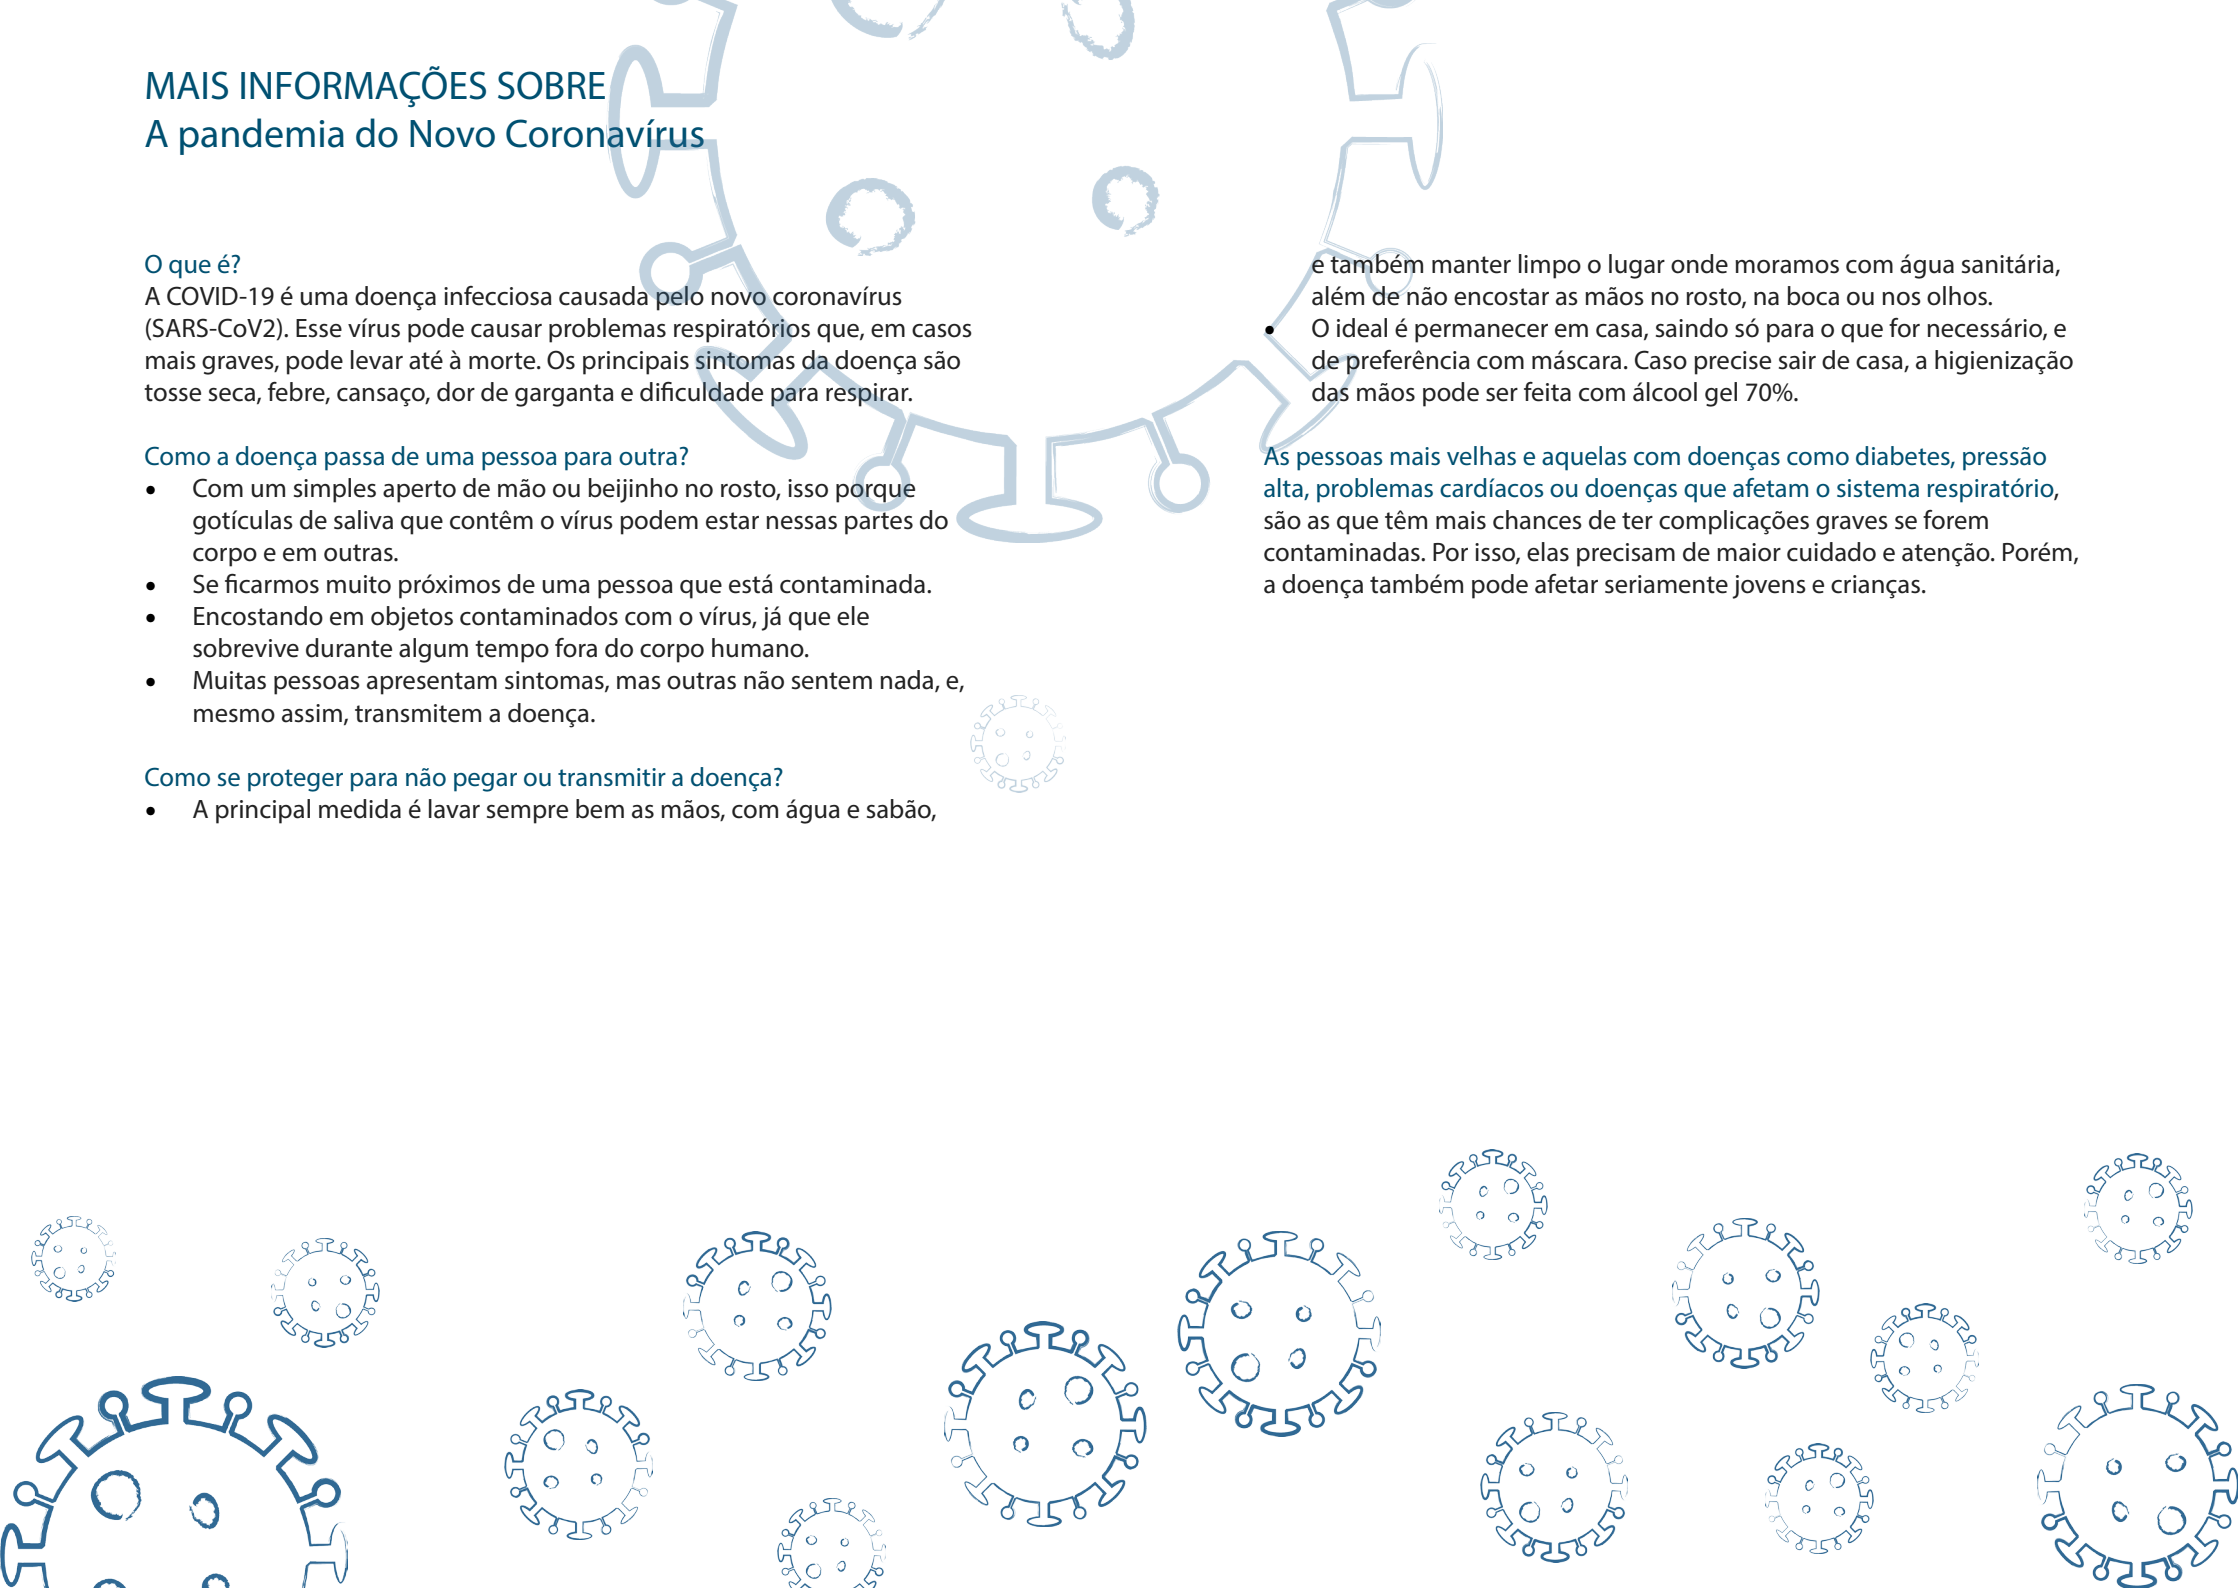 MAIS INFORMAÇÕES SOBRE
A pandemia do Novo Coronavírus
O que é?
A COVID-19 é uma doença infecciosa causada pelo novo coronavírus
(SARS-CoV2). Esse vírus pode causar problemas respiratórios que, em casos
mais graves, pode levar até à morte. Os principais sintomas da doença são
tosse seca, febre, cansaço, dor de garganta e dificuldade para respirar.
Como a doença passa de uma pessoa para outra?
• Com um simples aperto de mão ou beijinho no rosto, isso porque
gotículas de saliva que contêm o vírus podem estar nessas partes do
corpo e em outras.
• Se ficarmos muito próximos de uma pessoa que está contaminada.
• Encostando em objetos contaminados com o vírus, já que ele
sobrevive durante algum tempo fora do corpo humano.
• Muitas pessoas apresentam sintomas, mas outras não sentem nada, e,
mesmo assim, transmitem a doença.
Como se proteger para não pegar ou transmitir a doença?
• A principal medida é lavar sempre bem as mãos, com água e sabão,
e também manter limpo o lugar onde moramos com água sanitária,
além de não encostar as mãos no rosto, na boca ou nos olhos.
• O ideal é permanecer em casa, saindo só para o que for necessário, e
de preferência com máscara. Caso precise sair de casa, a higienização
das mãos pode ser feita com álcool gel 70%.
As pessoas mais velhas e aquelas com doenças como diabetes, pressão
alta, problemas cardíacos ou doenças que afetam o sistema respiratório,
são as que têm mais chances de ter complicações graves se forem
contaminadas. Por isso, elas precisam de maior cuidado e atenção. Porém,
a doença também pode afetar seriamente jovens e crianças.